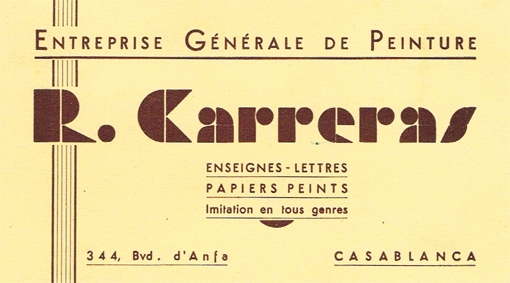 ENTREPRISE GÉNÉRALE DE PEINTURE
R. Carreras
ENSEIGNES - LETTRES
PAPIERS PEINTS
Imitation en tous genres
344, Bvd. d'Anfa
CASABLANCA